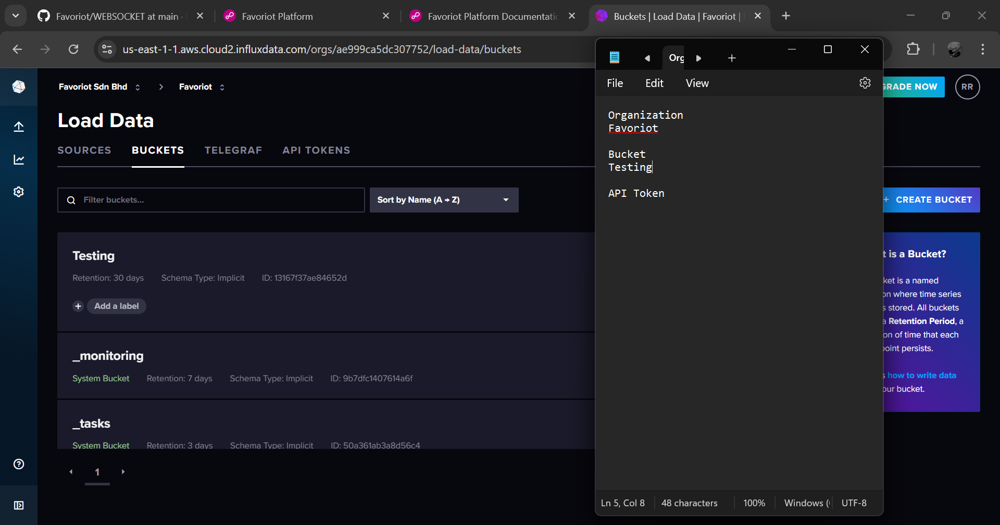 Favoriot/WEBSOCKET at main ·
Favoriot Platform
Favoriot Platform Documentatic
Buckets | Load Data | Favoriot |
us-east-1-1.aws.cloud2.influxdata.com/orgs/ae999ca5dc307752/load-data/buckets
Favoriot Sdn Bhd
Favoriot
GRADE NOW
RR
Load Data
SOURCES
BUCKETS
TELEGRAF
API TOKENS
Filter buckets...
Sort by Name (A → Z)
+ CREATE BUCKET
Testing
Retention: 30 days
Schema Type: Implicit
ID: 13167f37ae84652d
+ Add a label
_monitoring
System Bucket
Retention: 7 days
Schema Type: Implicit
ID: 9b7dfc1407614a6f
_tasks
System Bucket
Retention: 3 days
Schema Type: Implicit
ID: 50a361ab3a8d56c4
1
t is a Bucket?
ket is a named
on where time series
s stored. All buckets
a Retention Period, a
on of time that each
point persists.
s how to write data
our bucket.
Org
File
Edit
View
Organization
Favoriot
Bucket
Testing
API Token
Ln 5, Col 8
48 characters
100%
Windows (
UTF-8